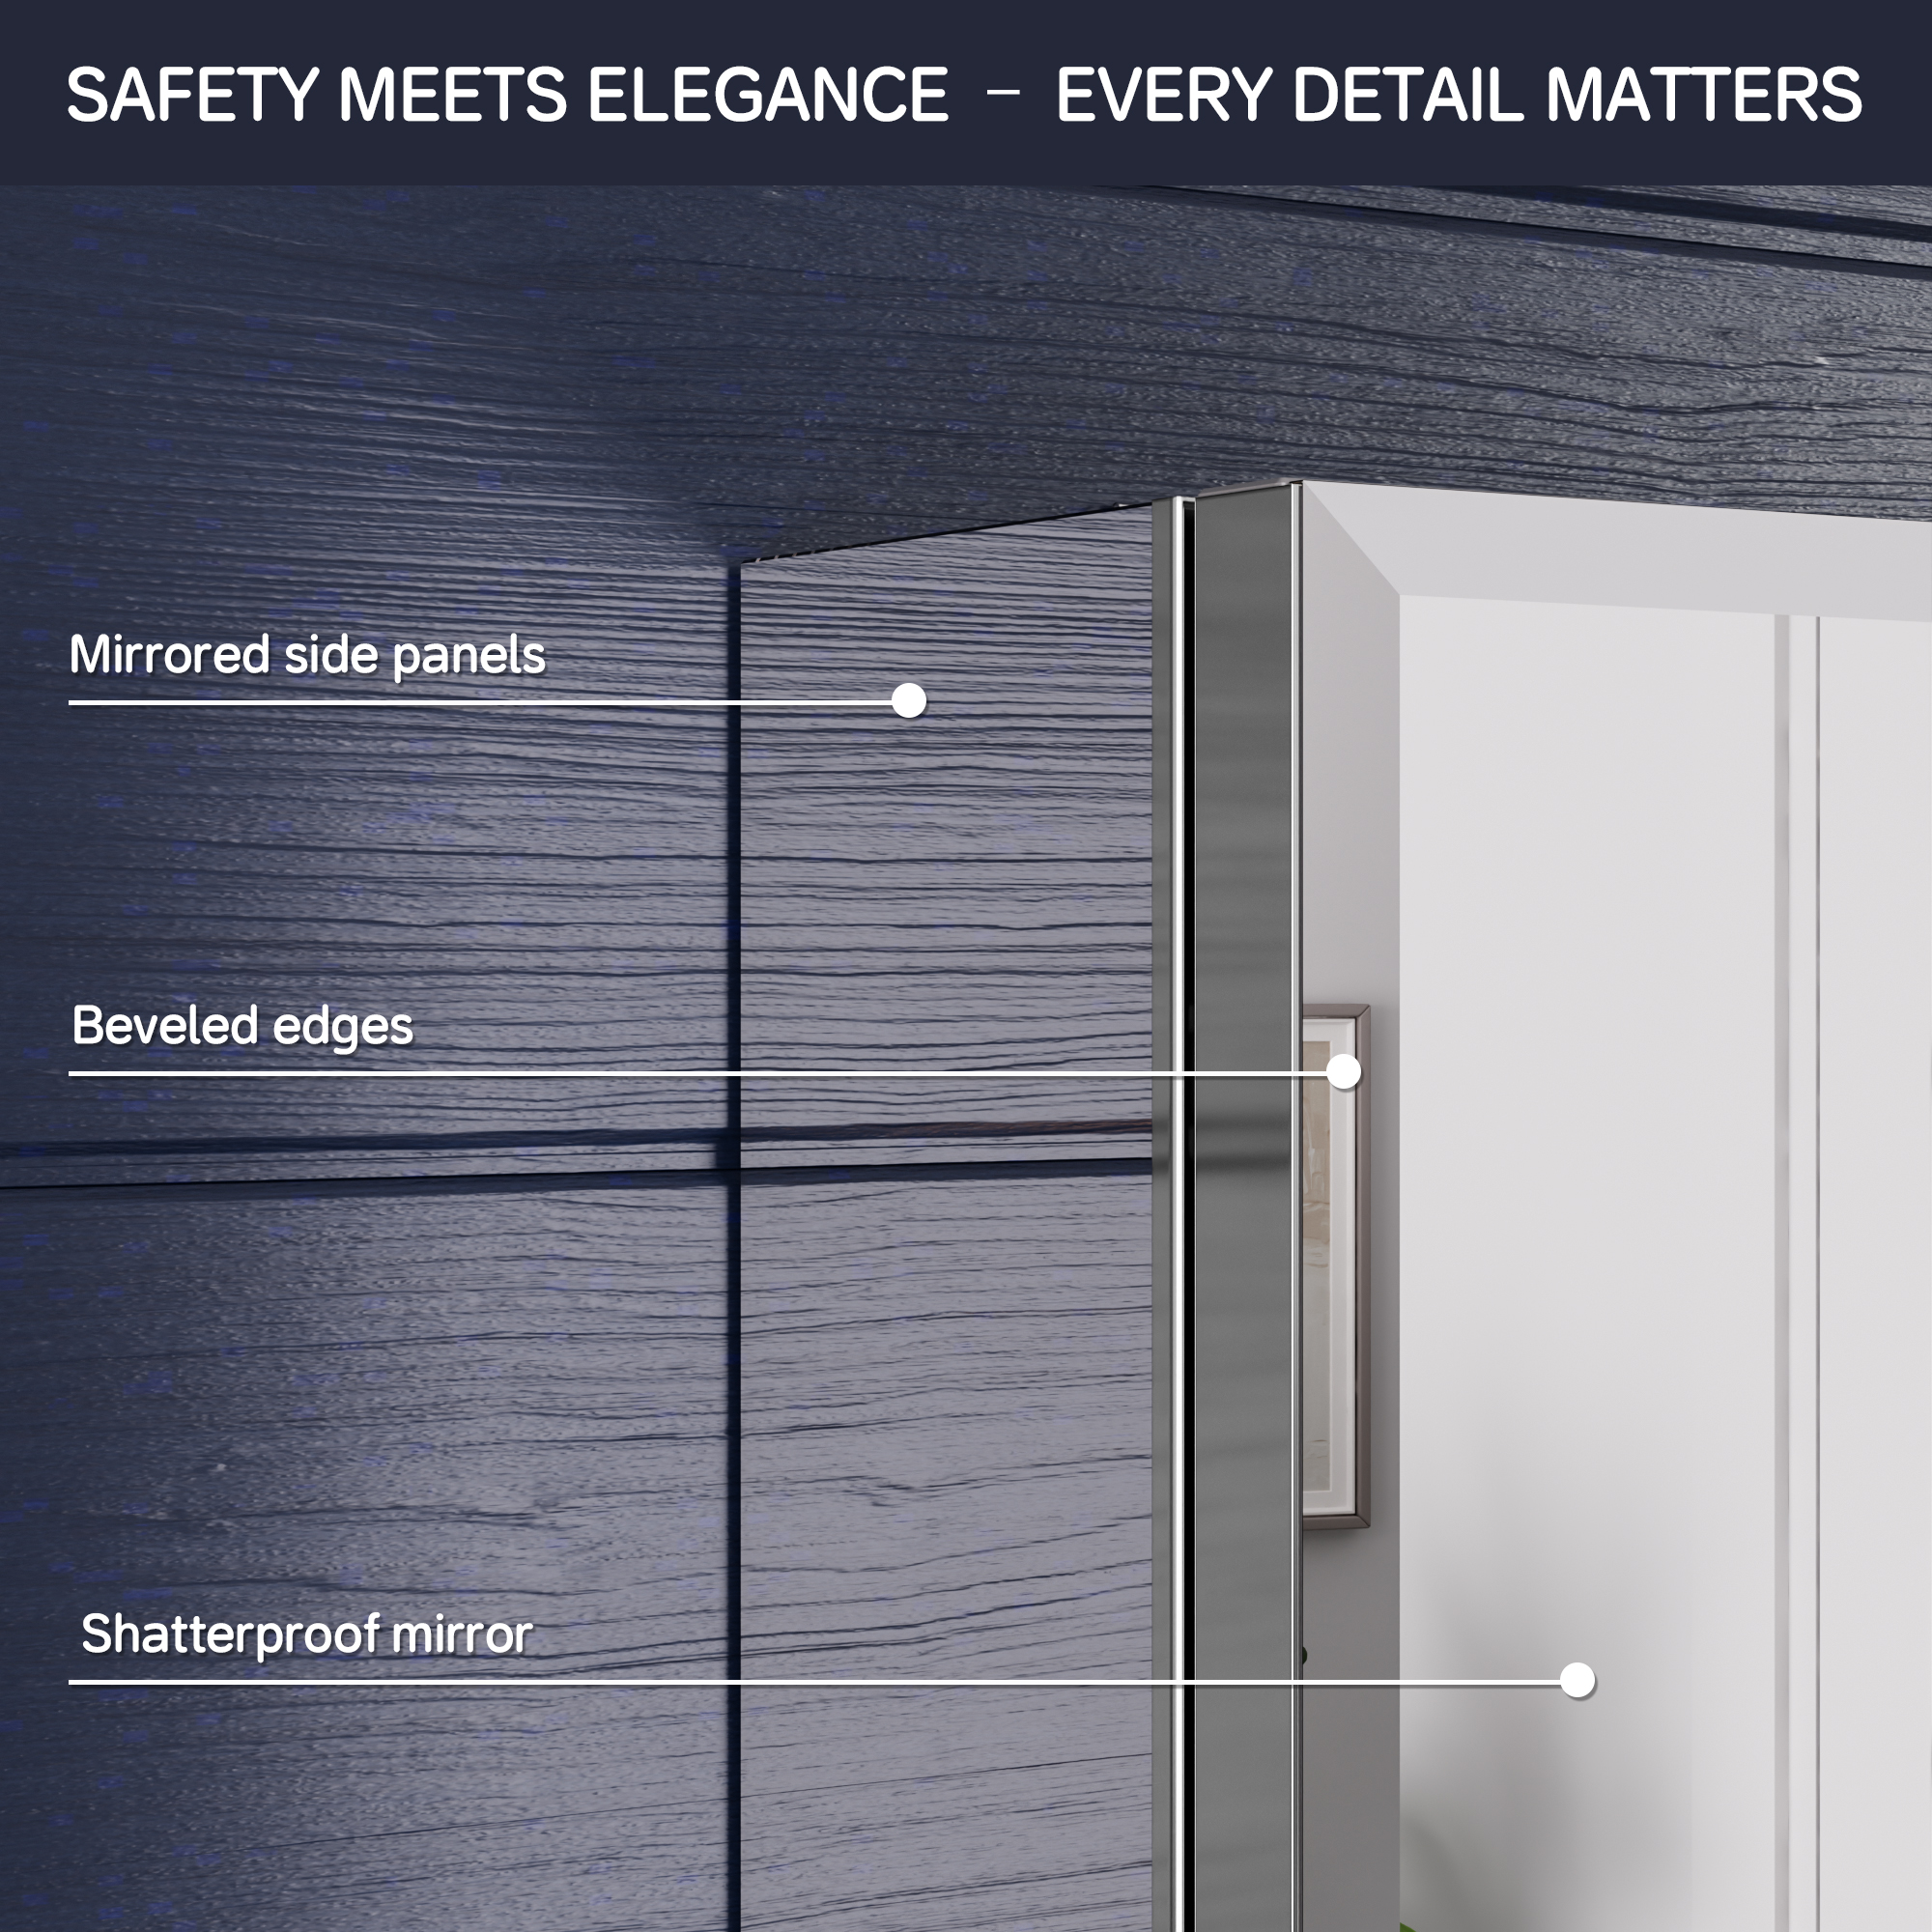 SAFETY MEETS ELEGANCE – EVERY DETAIL MATTERS
Mirrored side panels
Beveled edges
Shatterproof mirror